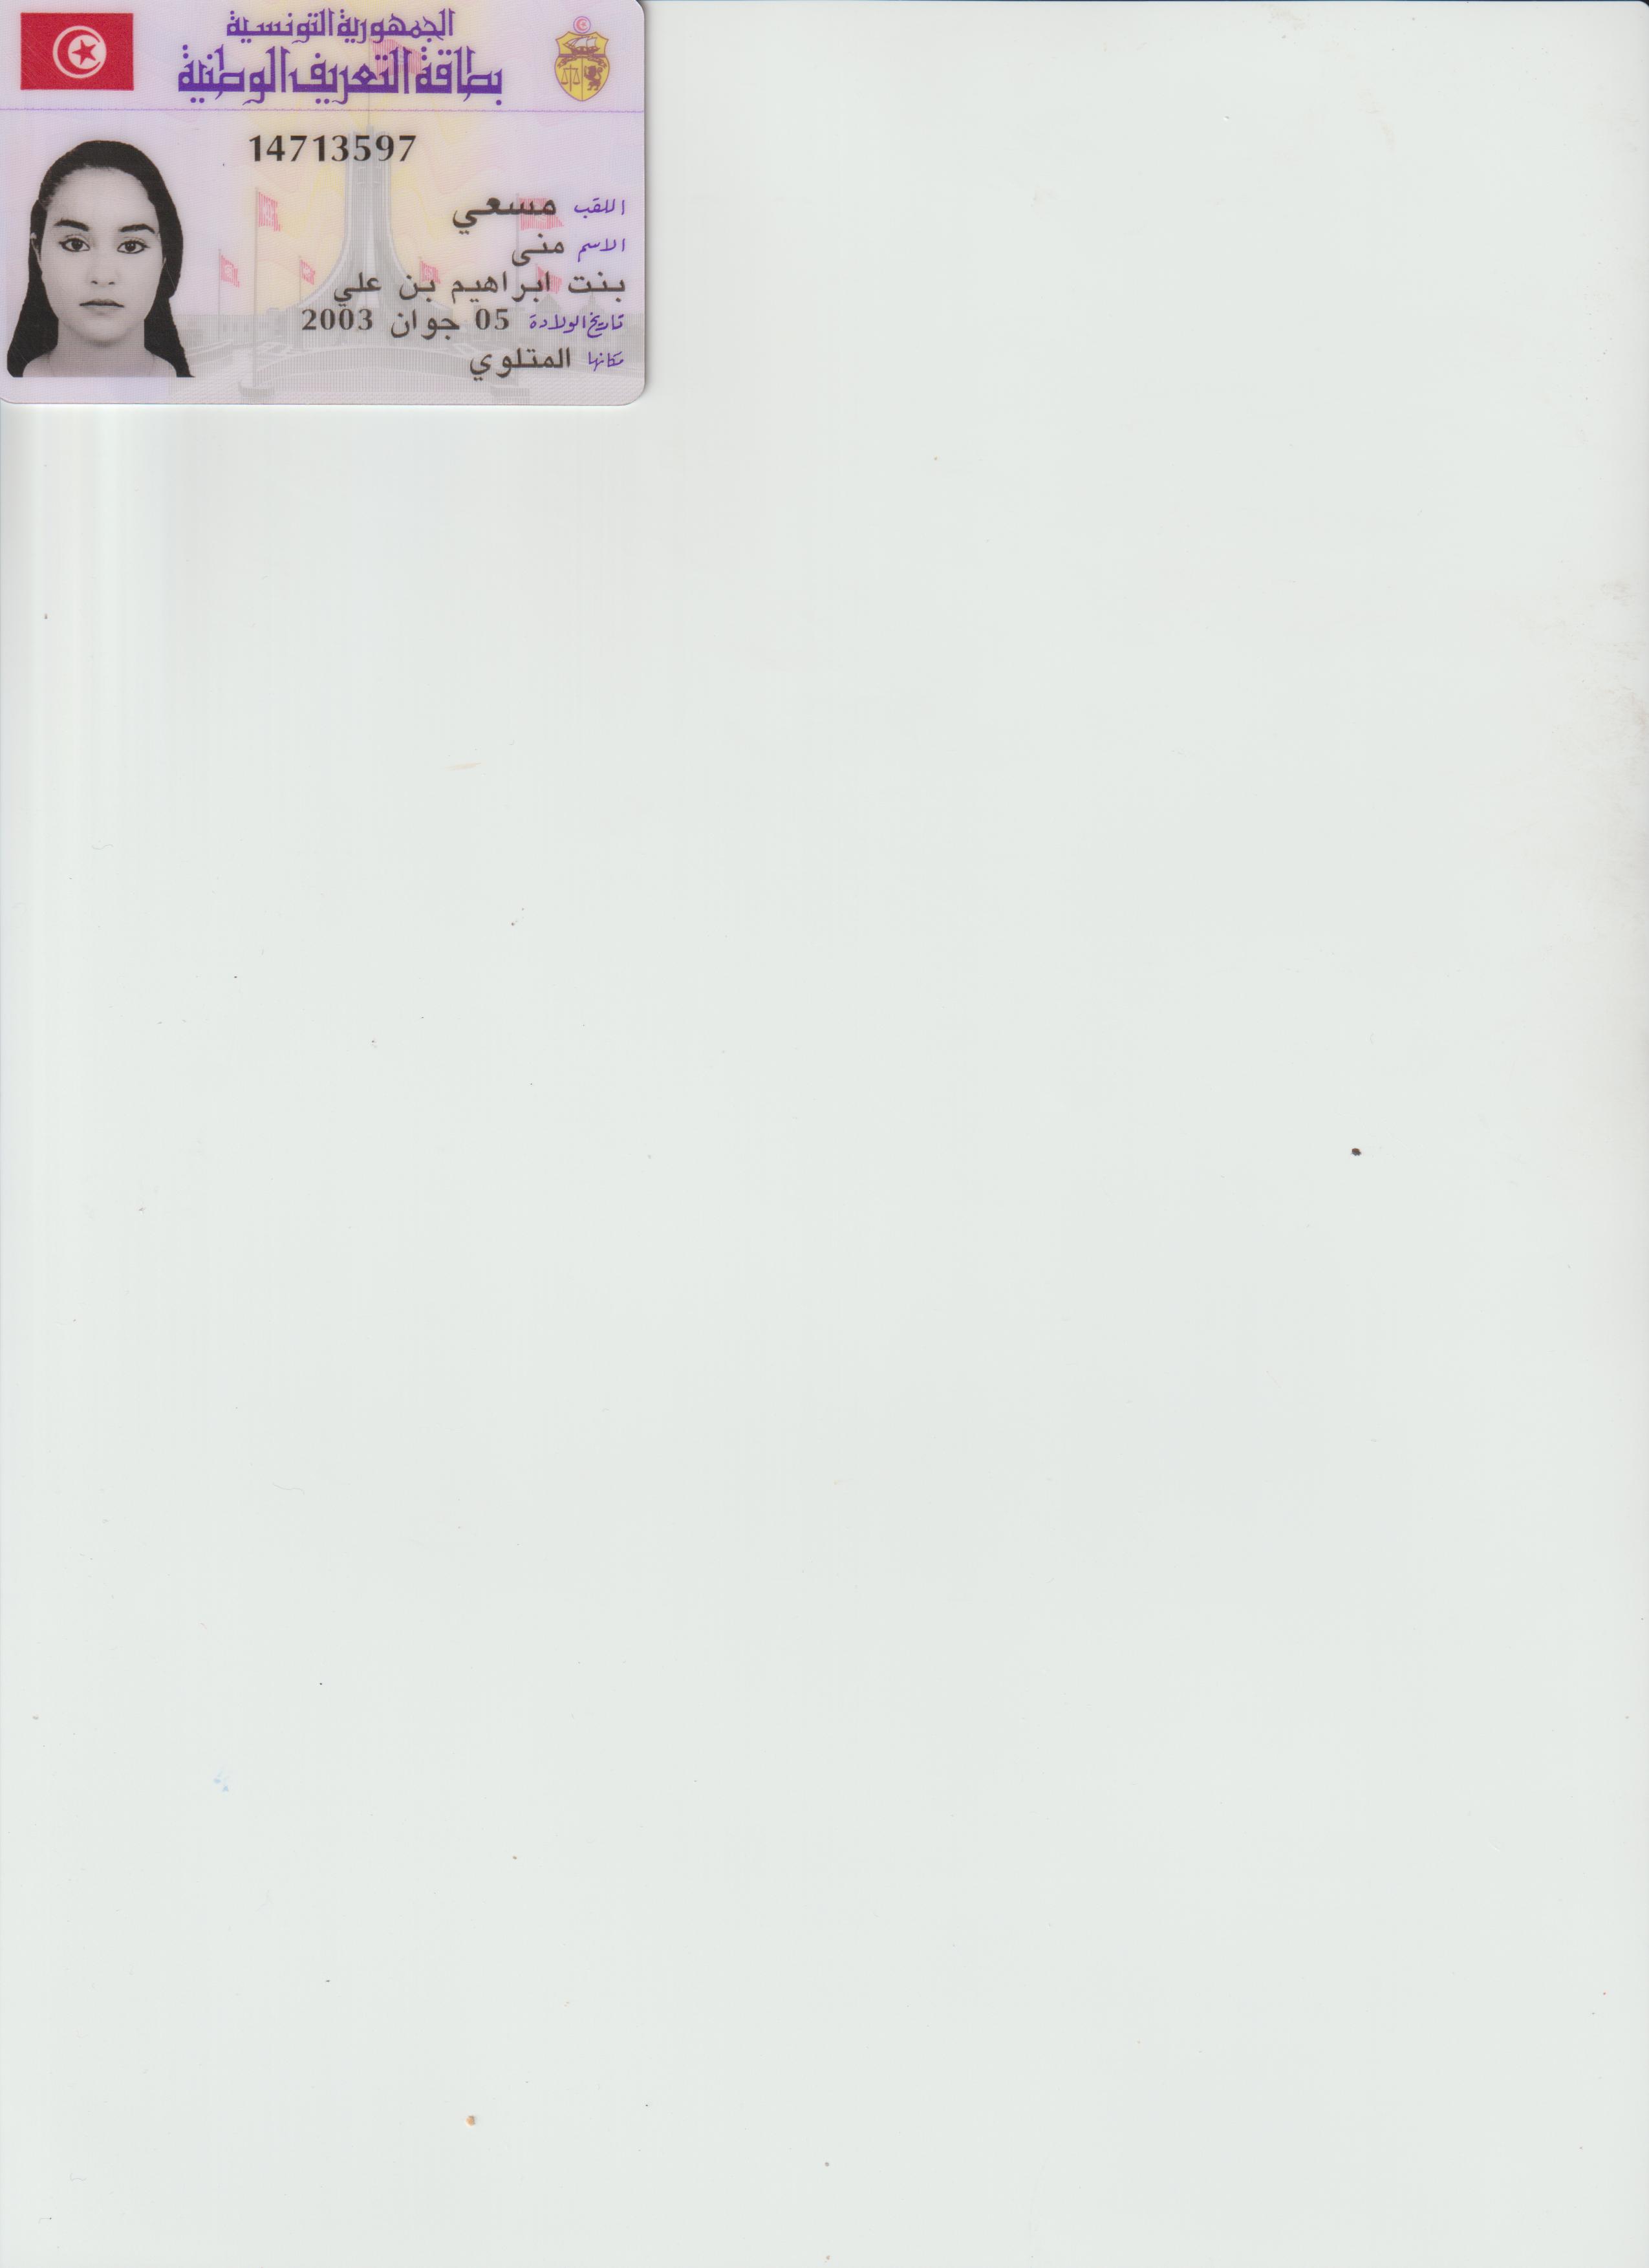 الجمهورية التونسية
بطاقة التعريف الوطنية
14713597
اللقب مسعي
الاسم منى
بنت ابراهيم بن علي
تاريخ الولادة 05 جوان 2003
مكانها المتلوي